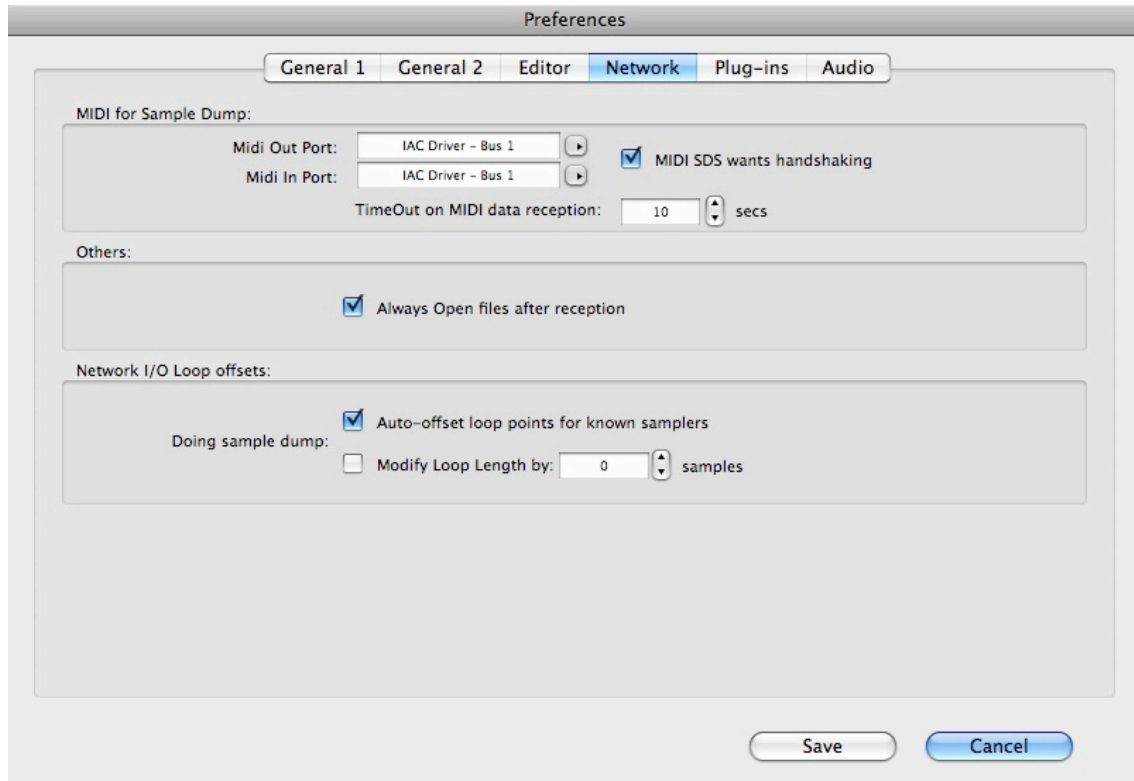 Preferences
General 1 General 2 Editor Network Plug-ins Audio
MIDI for Sample Dump:
Midi Out Port: IAC Driver - Bus 1
MIDI SDS wants handshaking
Midi In Port: IAC Driver - Bus 1
TimeOut on MIDI data reception: 10 secs
Others:
Always Open files after reception
Network I/O Loop offsets:
Auto-offset loop points for known samplers
Doing sample dump:
Modify Loop Length by: 0 samples
Save Cancel